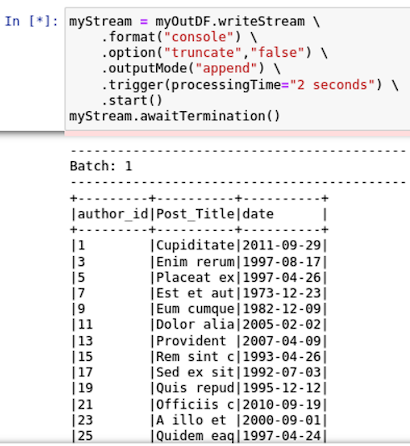 In [*]: myStream = myOutDF.writeStream \
.format("console") \
.option("truncate","false") \
.outputMode("append") \
.trigger(processingTime="2 seconds") \
.start()
myStream.awaitTermination()
-------------------------------------------
Batch: 1
-------------------------------------------
+---------+----------+----------+
|author_id|Post_Title|date      |
+---------+----------+----------+
|1        |Cupiditate|2011-09-29|
|3        |Enim rerum|1997-08-17|
|5        |Placeat ex|1997-04-26|
|7        |Est et aut|1973-12-23|
|9        |Eum cumque|1982-12-09|
|11       |Dolor alia|2005-02-02|
|13       |Provident |2007-04-09|
|15       |Rem sint c|1993-04-26|
|17       |Sed ex sit|1992-07-03|
|19       |Quis repud|1995-12-12|
|21       |Officiis c|2010-09-19|
|23       |A illo et |2000-09-01|
|25       |Quidem eaq|1997-04-24|